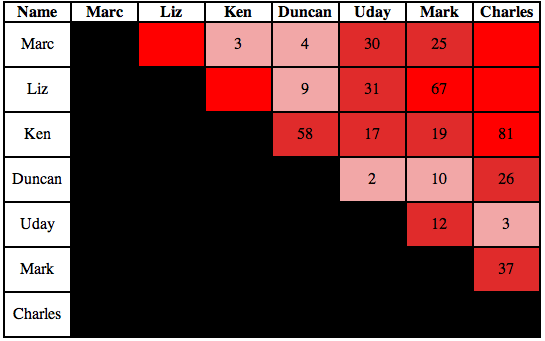 Name Marc Liz Ken Duncan Uday Mark Charles
Marc 3 4 30 25
Liz 9 31 67
Ken 58 17 19 81
Duncan 2 10 26
Uday 12 3
Mark 37
Charles